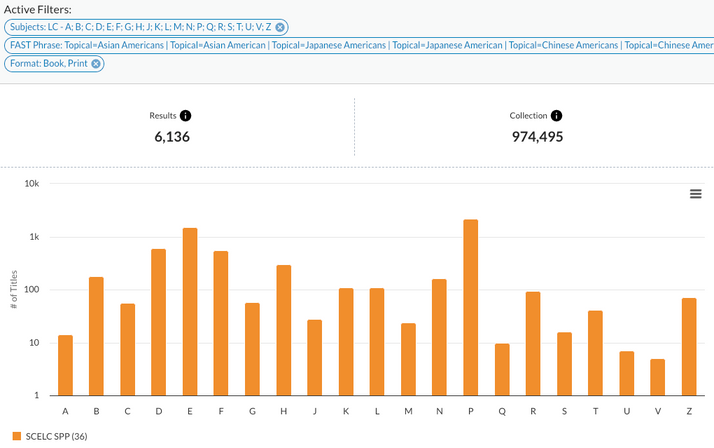 Active Filters:
Subjects: LC - A; B; C; D; E; F; G; H; J; K; L; M; N; P; Q; R; S; T; U; V; Z
FAST Phrase: Topical=Asian Americans | Topical=Asian American | Topical=Japanese Americans | Topical=Japanese American | Topical=Chinese Americans | Topical=Chinese Amer
Format: Book, Print
Results
Collection
6,136
974,495
10k
1k
100
10
1
# of Titles
A B C D E F G H J K L M N P Q R S T U V Z
SCELC SPP (36)